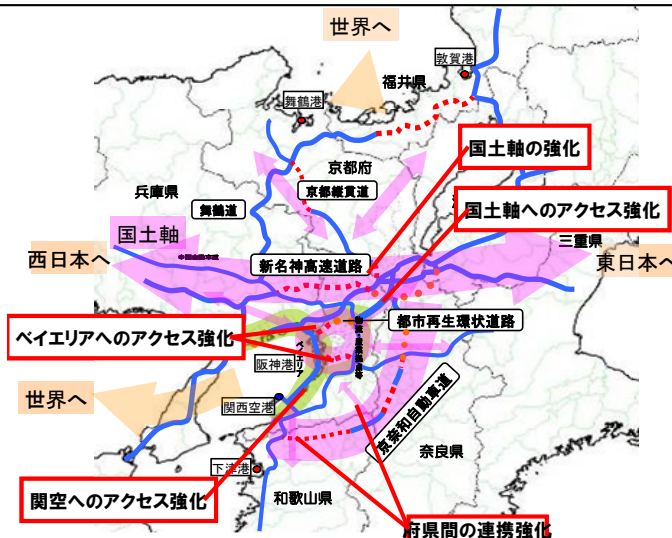 世界へ
敦賀港
福井県
舞鶴港
国土軸の強化
京都府
兵庫県
京都縦貫道
国土軸へのアクセス強化
舞鶴道
国土軸
三重県
西日本へ
新名神高速道路
東日本へ
都市再生環状道路
ベイエリアへのアクセス強化
ベイエリア
阪神港
世界へ
関西空港
京奈和自動車道
奈良県
下津港
関空へのアクセス強化
和歌山県
府県間の連携強化